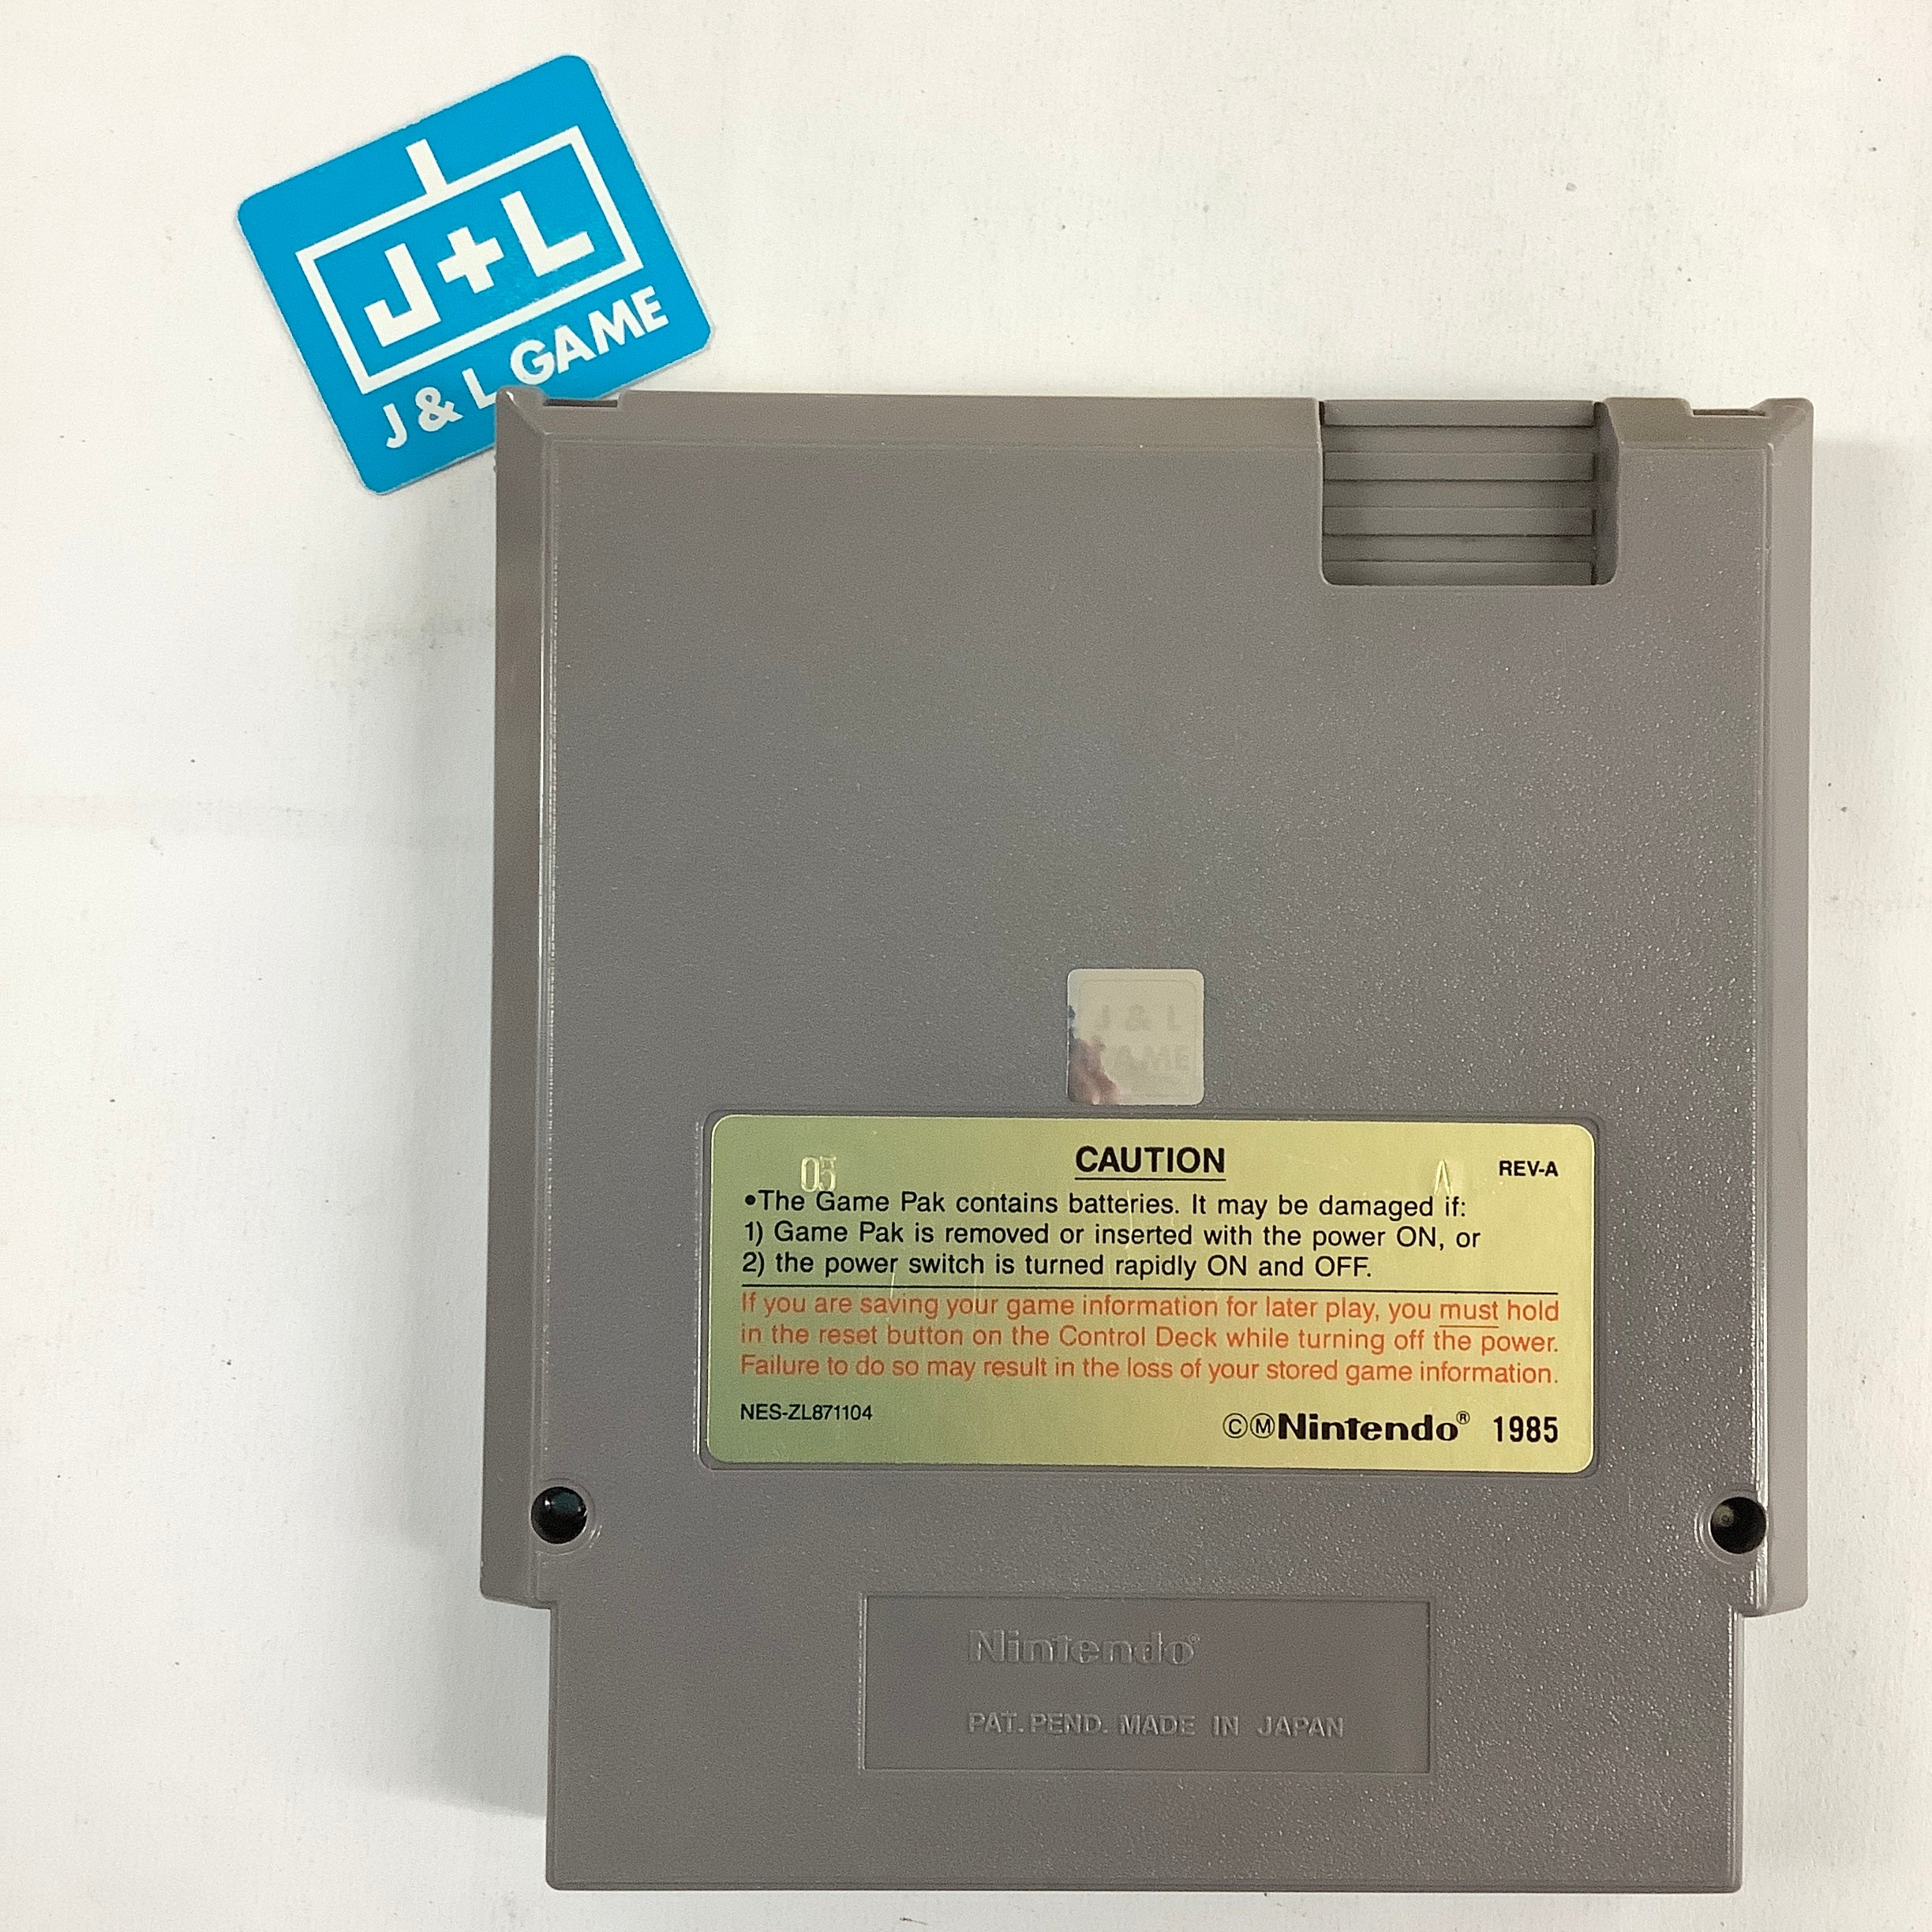 J+L
J & L GAME
J & L
GAME
05
CAUTION
A
REV-A
•The Game Pak contains batteries. It may be damaged if:
1) Game Pak is removed or inserted with the power ON, or
2) the power switch is turned rapidly ON and OFF.
If you are saving your game information for later play, you must hold
in the reset button on the Control Deck while turning off the power.
Failure to do so may result in the loss of your stored game information.
NES-ZL871104
©ⓂNintendo® 1985
Nintendo®
PAT. PEND. MADE IN JAPAN